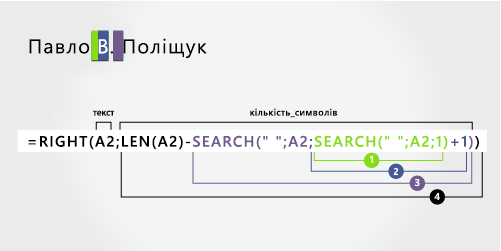 Павло В. Поліщук
текст кількість_символів
=RIGHT(A2;LEN(A2)-SEARCH(" ";A2;SEARCH(" ";A2;1)+1))
1
2
3
4